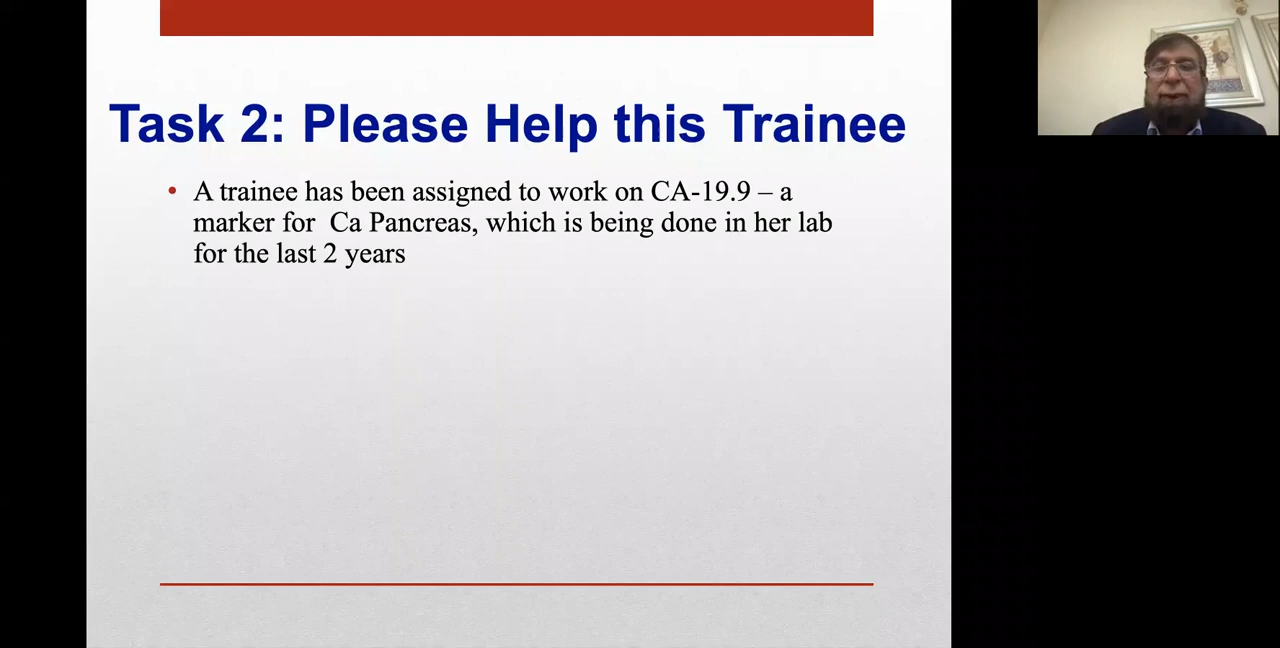 Task 2: Please Help this Trainee
• A trainee has been assigned to work on CA-19.9 – a
marker for Ca Pancreas, which is being done in her lab
for the last 2 years